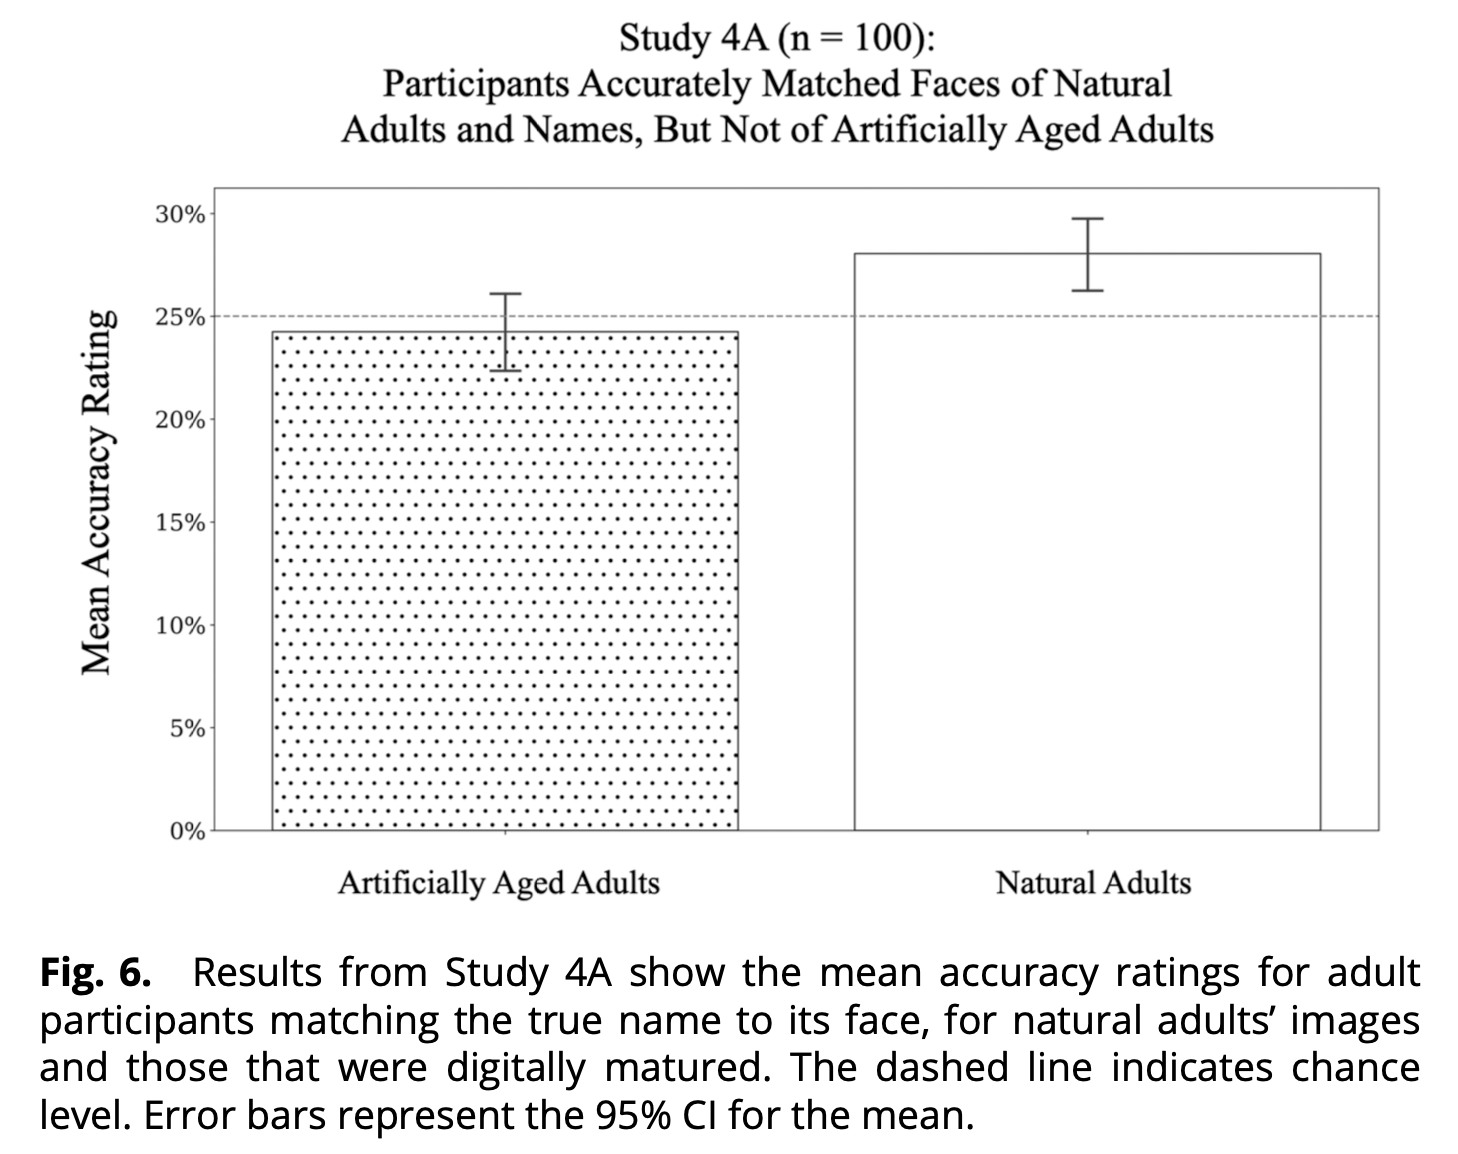 Study 4A (n = 100):
Participants Accurately Matched Faces of Natural
Adults and Names, But Not of Artificially Aged Adults
Mean Accuracy Rating
30%
25%
20%
15%
10%
5%
0%
Artificially Aged Adults
Natural Adults
Fig. 6. Results from Study 4A show the mean accuracy ratings for adult
participants matching the true name to its face, for natural adults’ images
and those that were digitally matured. The dashed line indicates chance
level. Error bars represent the 95% CI for the mean.